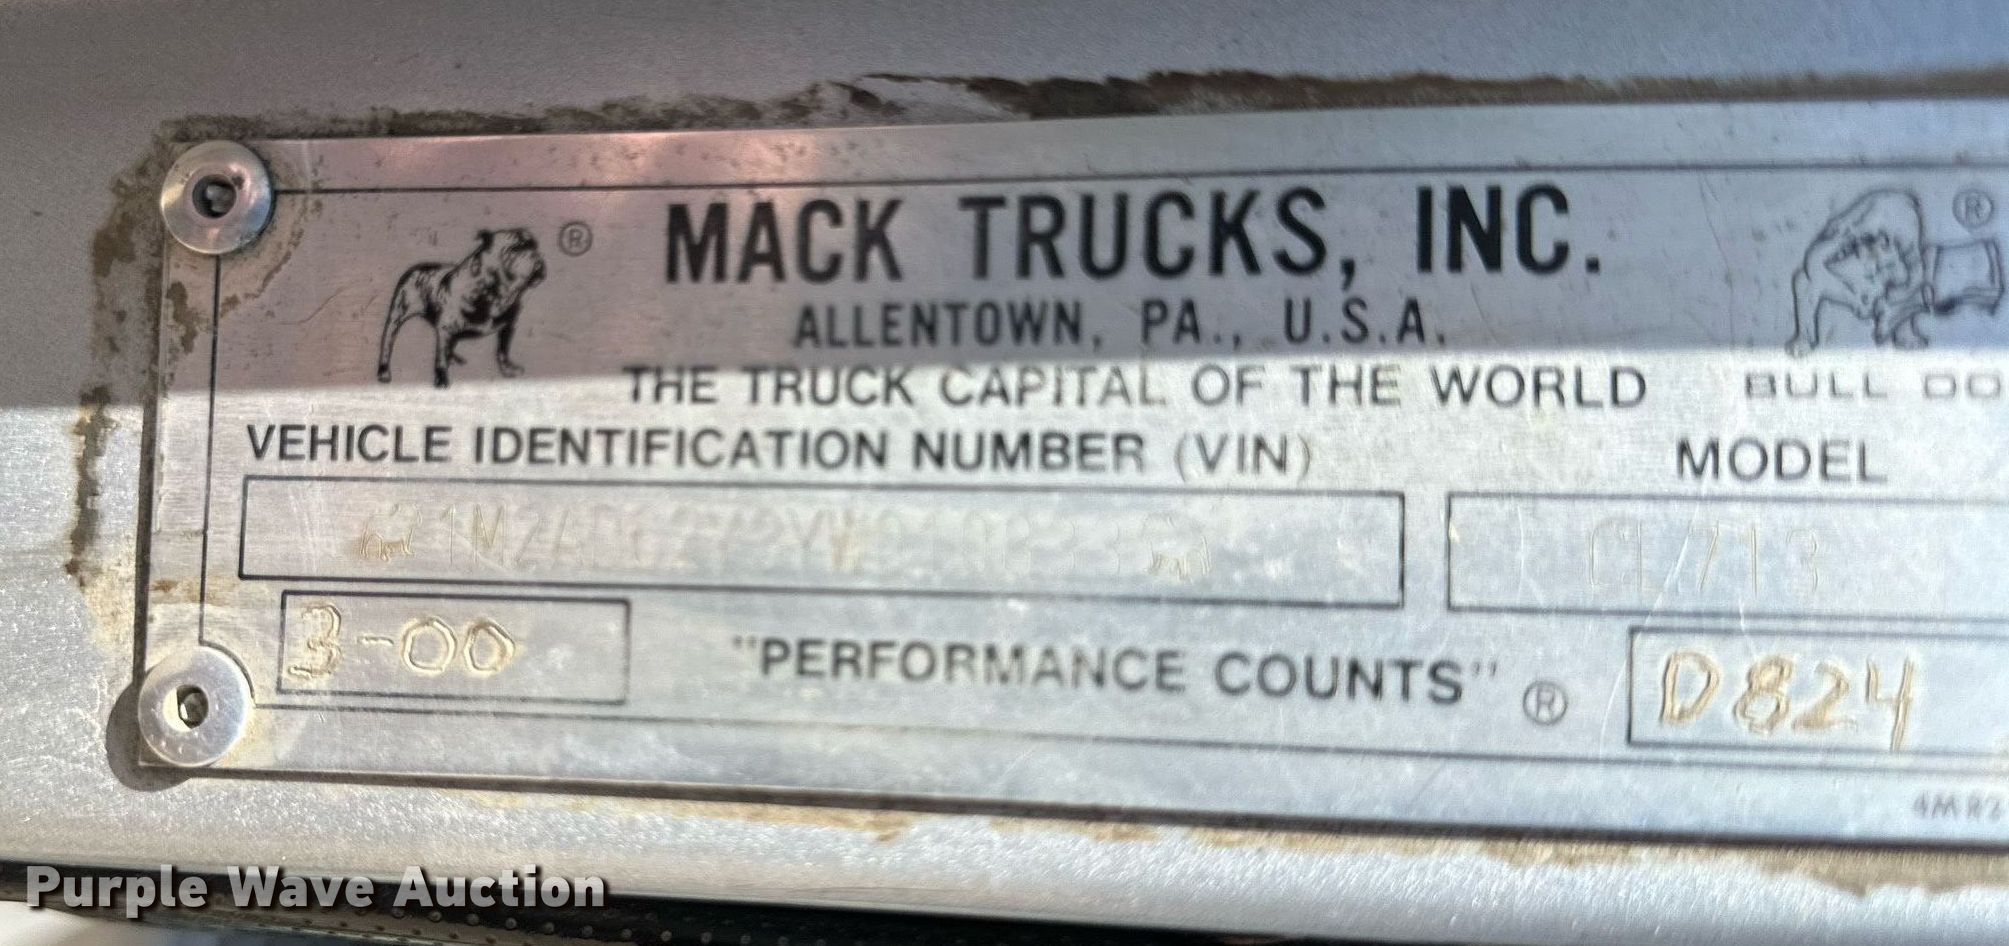 MACK TRUCKS, INC.
ALLENTOWN, PA., U.S.A.
THE TRUCK CAPITAL OF THE WORLD
BULL DO
VEHICLE IDENTIFICATION NUMBER (VIN)
MODEL
CL713
3-00
"PERFORMANCE COUNTS" ®
D824
4MR2
Purple Wave Auction